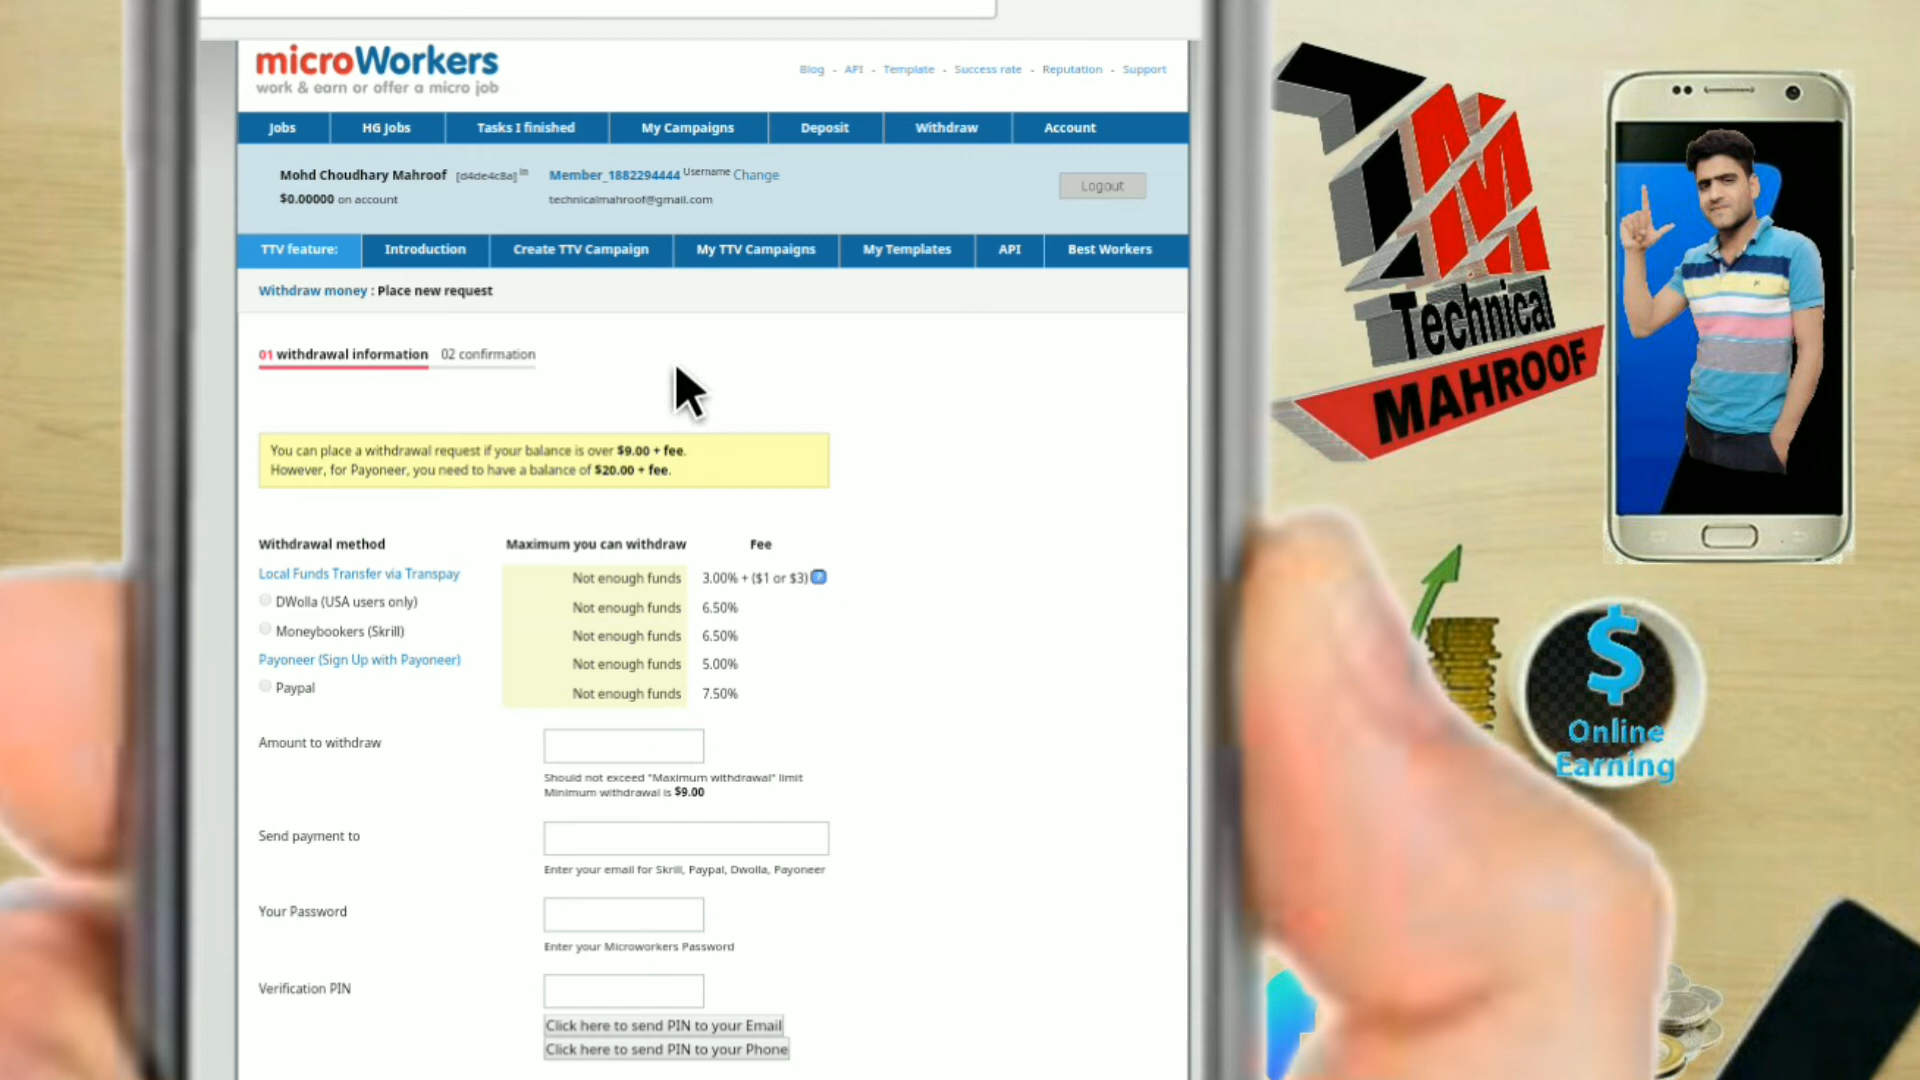 microWorkers
work & earn or offer a micro job
Blog - API - Template - Success rate - Reputation - Support
Jobs HG Jobs Tasks I finished My Campaigns Deposit Withdraw Account
Mohd Choudhary Mahroof [d4de4c8a] in Member_1882294444 Username Change
$0.00000 on account technicalmahroof@gmail.com
Logout
TTV feature: Introduction Create TTV Campaign My TTV Campaigns My Templates API Best Workers
Withdraw money : Place new request
01 withdrawal information 02 confirmation
You can place a withdrawal request if your balance is over $9.00 + fee.
However, for Payoneer, you need to have a balance of $20.00 + fee.
Withdrawal method Maximum you can withdraw Fee
Local Funds Transfer via Transpay Not enough funds 3.00% + ($1 or $3) ?
DWolla (USA users only) Not enough funds 6.50%
Moneybookers (Skrill) Not enough funds 6.50%
Payoneer (Sign Up with Payoneer) Not enough funds 5.00%
Paypal Not enough funds 7.50%
Amount to withdraw
Should not exceed "Maximum withdrawal" limit
Minimum withdrawal is $9.00
Send payment to
Enter your email for Skrill, Paypal, Dwolla, Payoneer
Your Password
Enter your Microworkers Password
Verification PIN
Click here to send PIN to your Email
Click here to send PIN to your Phone
TM
Technical
MAHROOF
$
Online
Earning